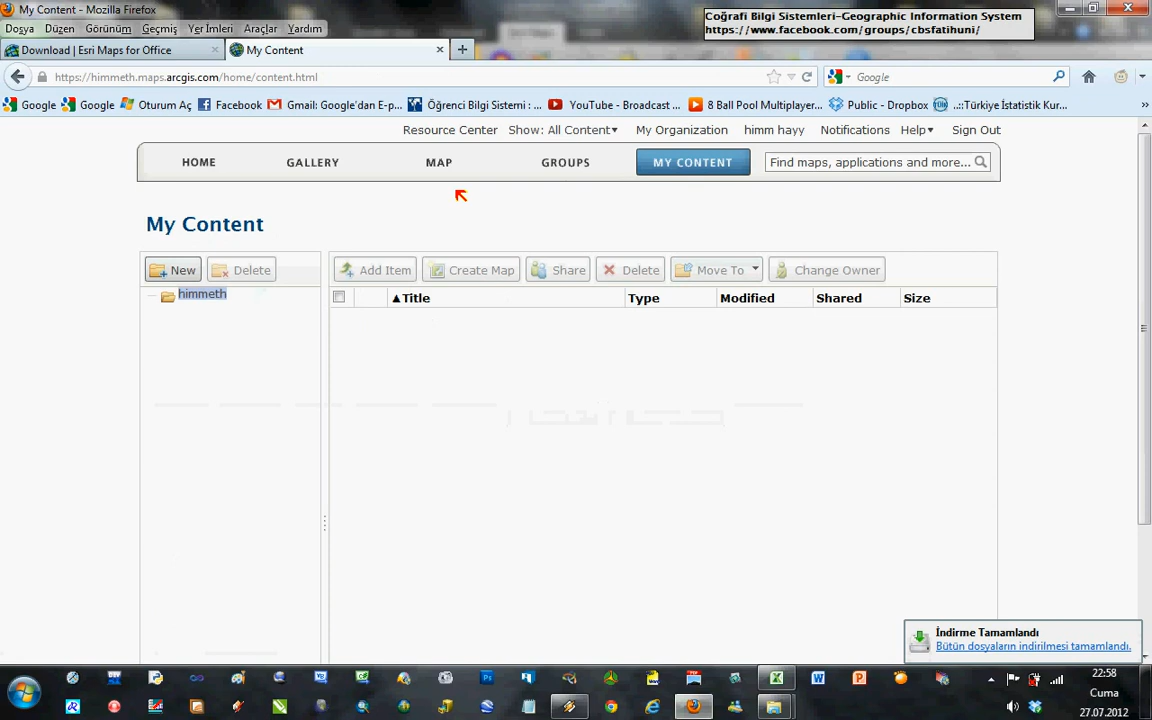 My Content - Mozilla Firefox
Coğrafi Bilgi Sistemleri-Geographic Information System
https://www.facebook.com/groups/cbsfatihuni/
Dosya Düzen Görünüm Geçmiş Yer İmleri Araçlar Yardım
Download | Esri Maps for Office
My Content
https://himmeth.maps.arcgis.com/home/content.html
Google
Google Google Oturum Aç Facebook Gmail: Google'dan E-p... Öğrenci Bilgi Sistemi : ... YouTube - Broadcast ... 8 Ball Pool Multiplayer... Public - Dropbox ..::Türkiye İstatistik Kur...
Resource Center Show: All Content My Organization himm hayy Notifications Help Sign Out
HOME GALLERY MAP GROUPS MY CONTENT Find maps, applications and more...
My Content
New Delete Add Item Create Map Share Delete Move To Change Owner
himmeth
Title Type Modified Shared Size
İndirme Tamamlandı
Bütün dosyaların indirilmesi tamamlandı.
22:58
Cuma
27.07.2012